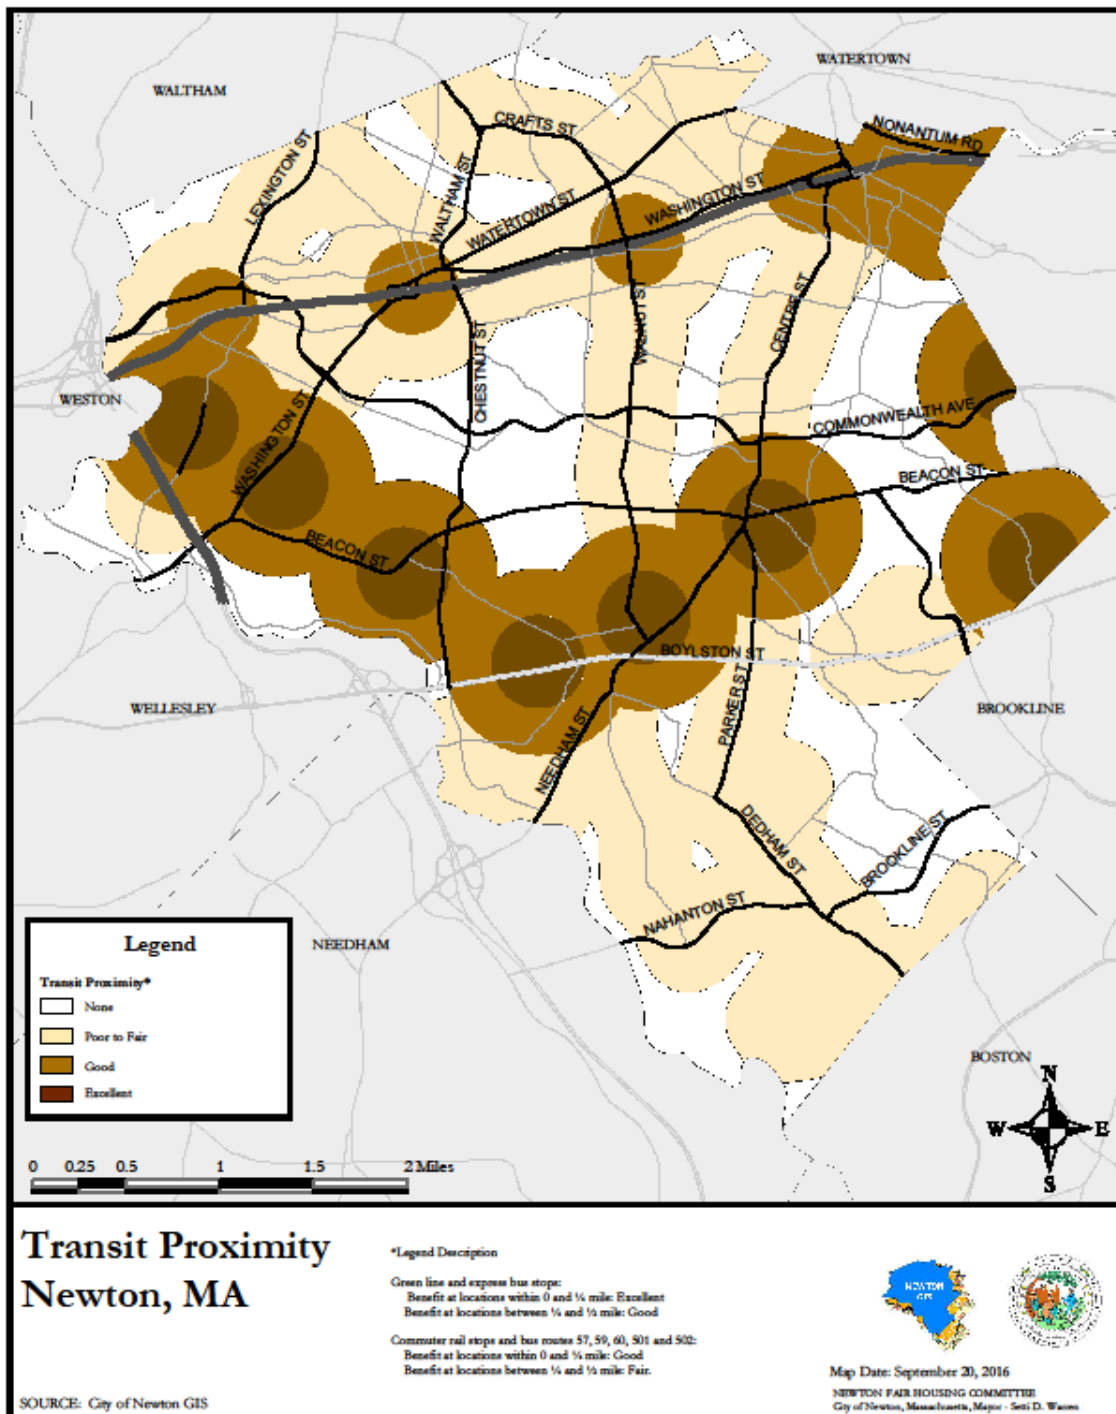 WATERTOWN
WALTHAM
CRAFTS ST
NONANTUM RD
LEXINGTON ST
WALTHAM ST
WATERTOWN ST
WASHINGTON ST
WALNUT ST
CENTRE ST
CHESTNUT ST
WESTON
COMMONWEALTH AVE
WASHINGTON ST
BEACON ST
BEACON ST
BOYLSTON ST
WELLESLEY
BROOKLINE
PARKER ST
NEEDHAM ST
DEDHAM ST
BROOKLINE ST
NAHANTON ST
NEEDHAM
BOSTON
Legend
Transit Proximity*
None
Poor to Fair
Good
Excellent
N
W E
S
0 0.25 0.5 1 1.5 2 Miles
Transit Proximity
Newton, MA
*Legend Description
Green line and express bus stops:
Benefit at locations within 0 and ¼ mile: Excellent
Benefit at locations between ¼ and ½ mile: Good
Commuter rail stops and bus routes 57, 59, 60, 501 and 502:
Benefit at locations within 0 and ¼ mile: Good
Benefit at locations between ¼ and ½ mile: Fair.
NEWTON
GIS
Map Date: September 20, 2016
NEWTON FAIR HOUSING COMMITTEE
City of Newton, Massachusetts, Mayor - Setti D. Warren
SOURCE: City of Newton GIS